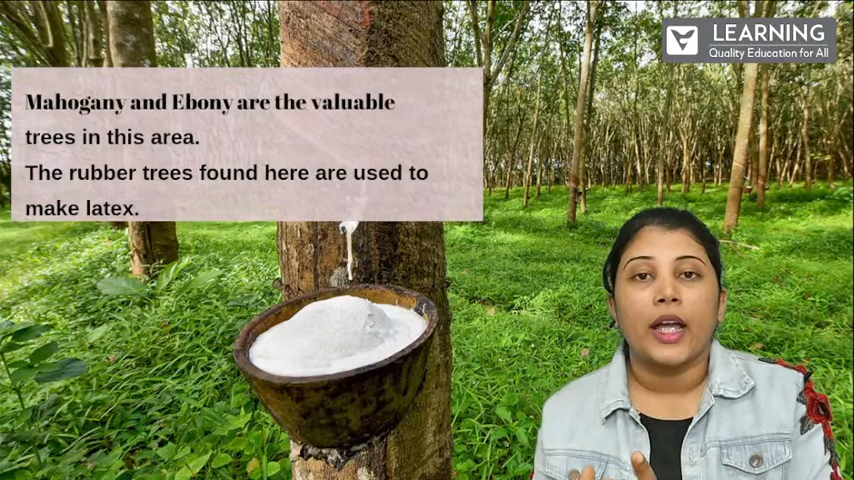 Mahogany and Ebony are the valuable
trees in this area.
The rubber trees found here are used to
make latex.
LEARNING
Quality Education for All